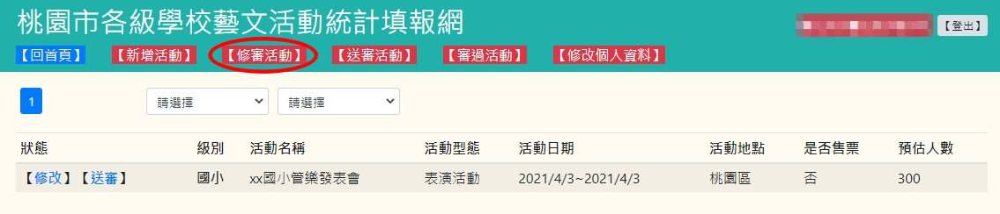 桃園市各級學校藝文活動統計填報網
【登出】
【回首頁】 【新增活動】 【修審活動】 【送審活動】 【審過活動】 【修改個人資料】
1 請選擇 請選擇
狀態 級別 活動名稱 活動型態 活動日期 活動地點 是否售票 預估人數
【修改】【送審】 國小 xx國小管樂發表會 表演活動 2021/4/3~2021/4/3 桃園區 否 300